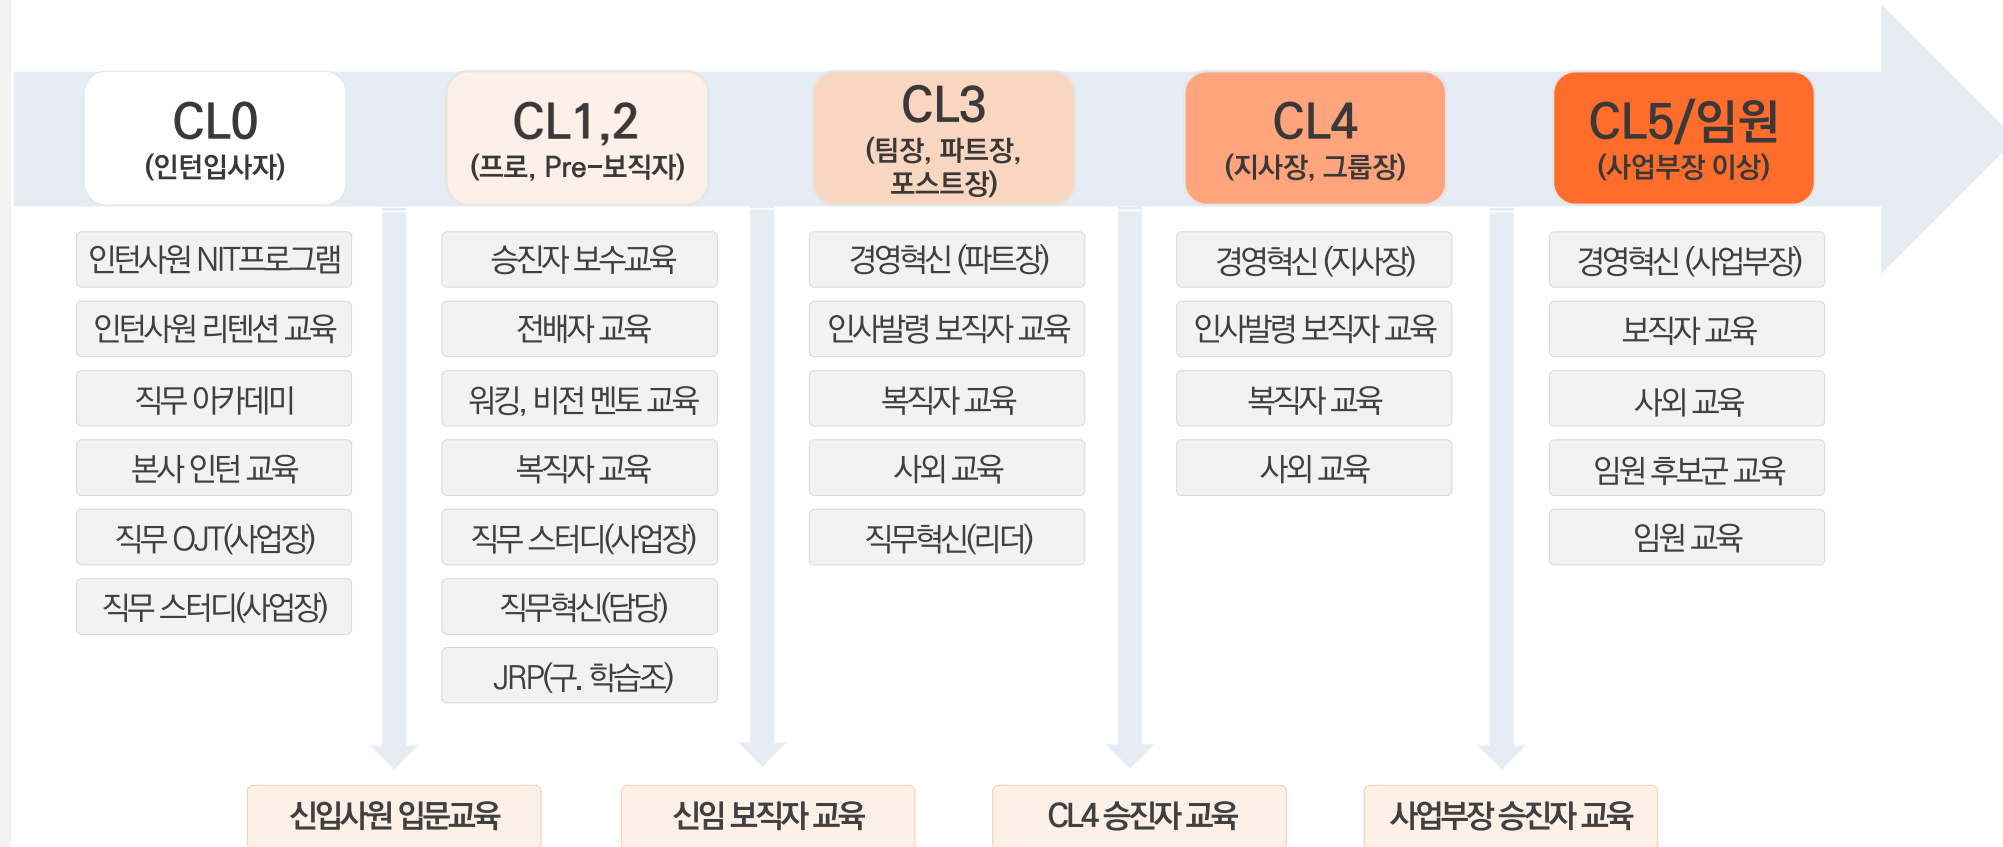 CL0
(인턴입사자)
CL1,2
(프로, Pre-보직자)
CL3
(팀장, 파트장,
포스트장)
CL4
(지사장, 그룹장)
CL5/임원
(사업부장 이상)
인턴사원 NIT프로그램
인턴사원 리텐션 교육
직무 아카데미
본사 인턴 교육
직무 OJT(사업장)
직무 스터디(사업장)
승진자 보수교육
전배자 교육
워킹, 비전 멘토 교육
복직자 교육
직무 스터디(사업장)
직무혁신(담당)
JRP(구. 학습조)
경영혁신 (파트장)
인사발령 보직자 교육
복직자 교육
사외 교육
직무혁신(리더)
경영혁신 (지사장)
인사발령 보직자 교육
복직자 교육
사외 교육
경영혁신 (사업부장)
보직자 교육
사외 교육
임원 후보군 교육
임원 교육
신입사원 입문교육
신임 보직자 교육
CL4 승진자 교육
사업부장 승진자 교육